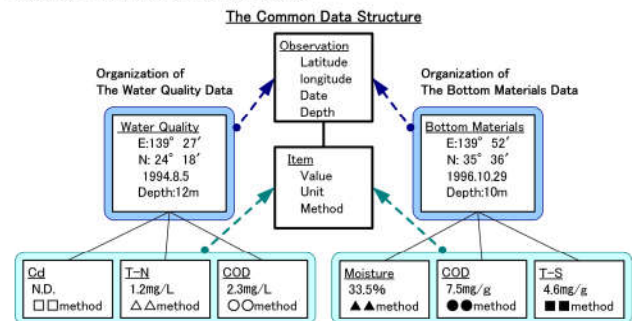 The Common Data Structure
Observation
Latitude
longitude
Date
Depth
Organization of
The Water Quality Data
Organization of
The Bottom Materials Data
Water Quality
E:139° 27′
N: 24° 18′
1994.8.5
Depth:12m
Item
Value
Unit
Method
Bottom Materials
E:139° 52′
N: 35° 36′
1996.10.29
Depth:10m
Cd
N.D.
□□method
T-N
1.2mg/L
△△method
COD
2.3mg/L
○○method
Moisture
33.5%
▲▲method
COD
7.5mg/g
●●method
T-S
4.6mg/g
■■method